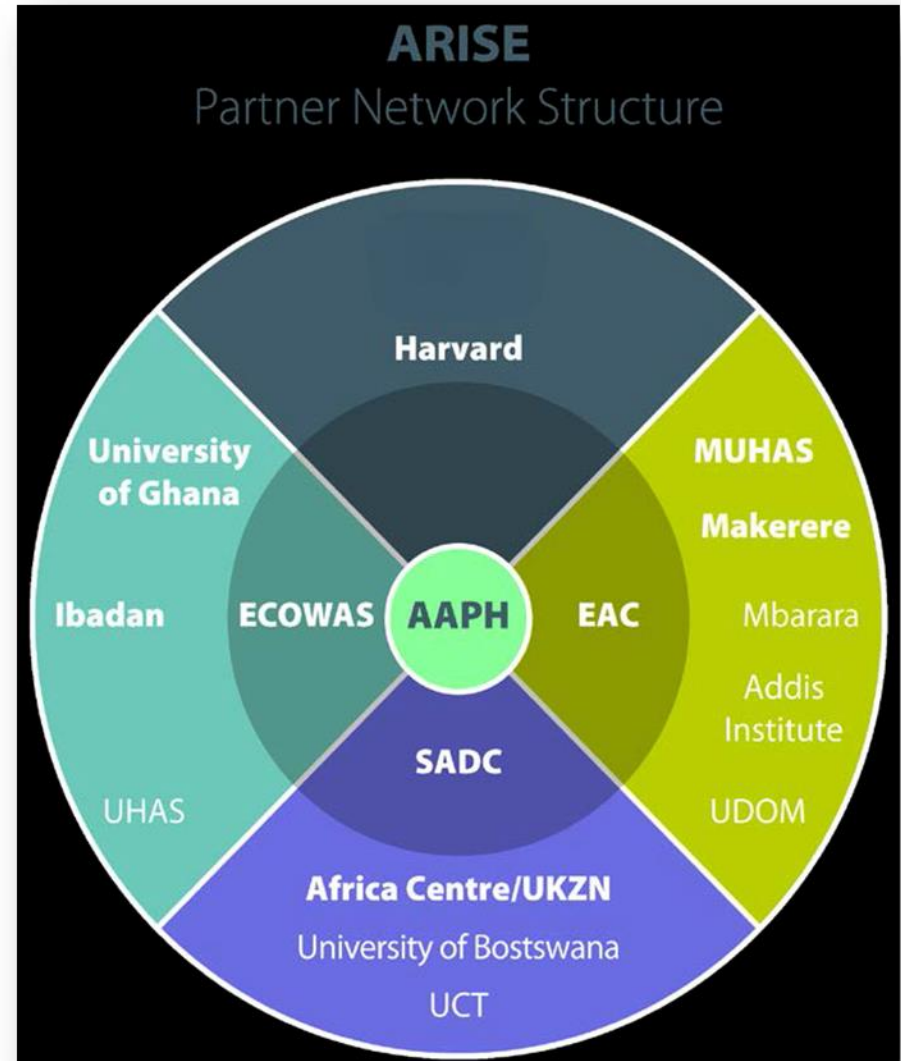 ARISE
Partner Network Structure
Harvard
University
of Ghana
Ibadan
UHAS
ECOWAS
AAPH
EAC
MUHAS
Makerere
Mbarara
Addis
Institute
UDOM
SADC
Africa Centre/UKZN
University of Bostswana
UCT